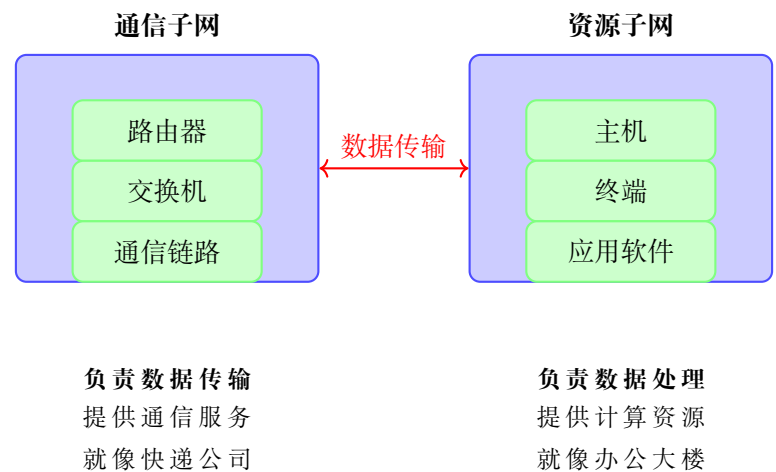 通信子网
路由器
交换机
通信链路
数据传输
资源子网
主机
终端
应用软件
负责数据传输
提供通信服务
就像快递公司
负责数据处理
提供计算资源
就像办公大楼